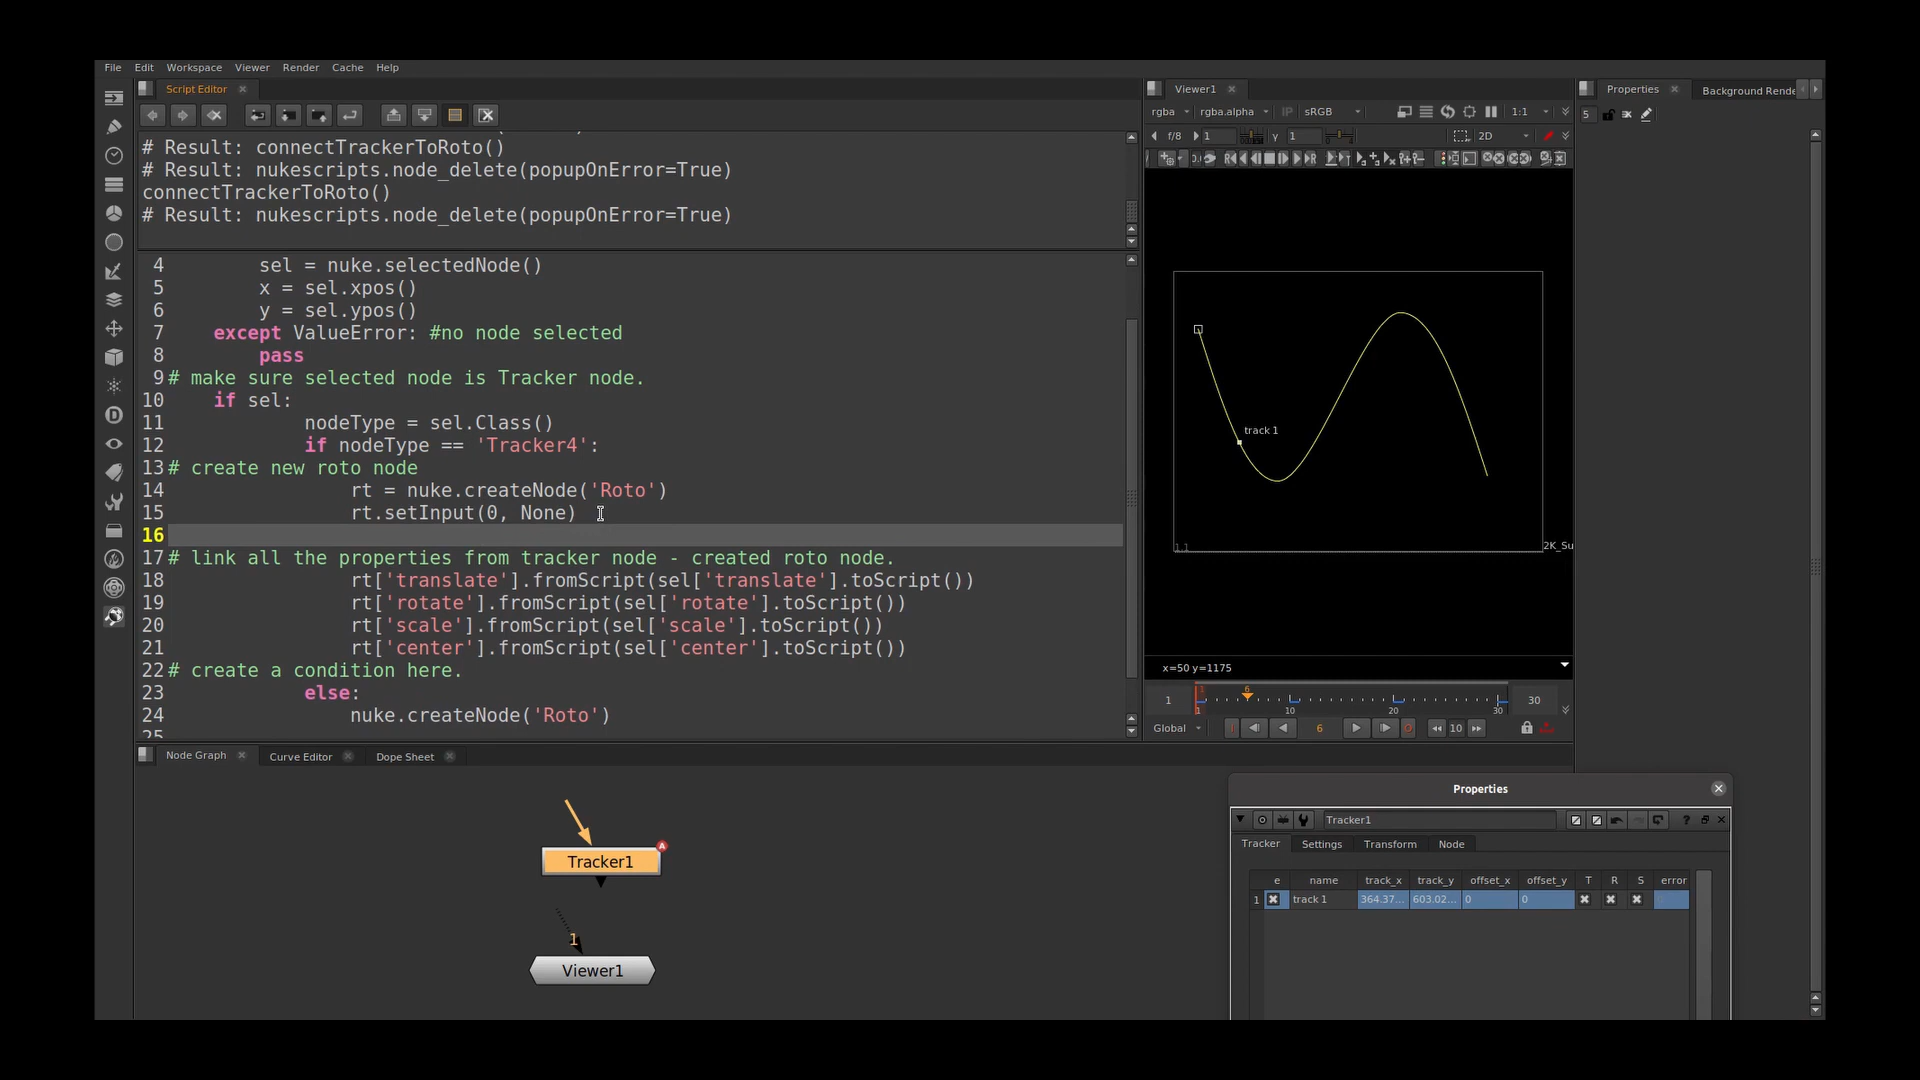 File Edit Workspace Viewer Render Cache Help
Script Editor
# Result: connectTrackerToRoto()
# Result: nukescripts.node_delete(popupOnError=True)
connectTrackerToRoto()
# Result: nukescripts.node_delete(popupOnError=True)
4 sel = nuke.selectedNode()
5 x = sel.xpos()
6 y = sel.ypos()
7 except ValueError: #no node selected
8 pass
9 # make sure selected node is Tracker node.
10 if sel:
11 nodeType = sel.Class()
12 if nodeType == 'Tracker4':
13 # create new roto node
14 rt = nuke.createNode('Roto')
15 rt.setInput(0, None)
16
17 # link all the properties from tracker node - created roto node.
18 rt['translate'].fromScript(sel['translate'].toScript())
19 rt['rotate'].fromScript(sel['rotate'].toScript())
20 rt['scale'].fromScript(sel['scale'].toScript())
21 rt['center'].fromScript(sel['center'].toScript())
22 # create a condition here.
23 else:
24 nuke.createNode('Roto')
25
Viewer1
rgba rgba.alpha IP sRGB 1:1
f/8 1 γ 1 2D
track 1
1,1
2K_Su
x=50 y=1175
1 1 6 10 20 30 30
Global 6 10
Properties Background Rende
5
Node Graph Curve Editor Dope Sheet
Tracker1
A
1
Viewer1
Properties
Tracker1 ?
Tracker Settings Transform Node
e name track_x track_y offset_x offset_y T R S error
1 track 1 364.37... 603.02... 0 0